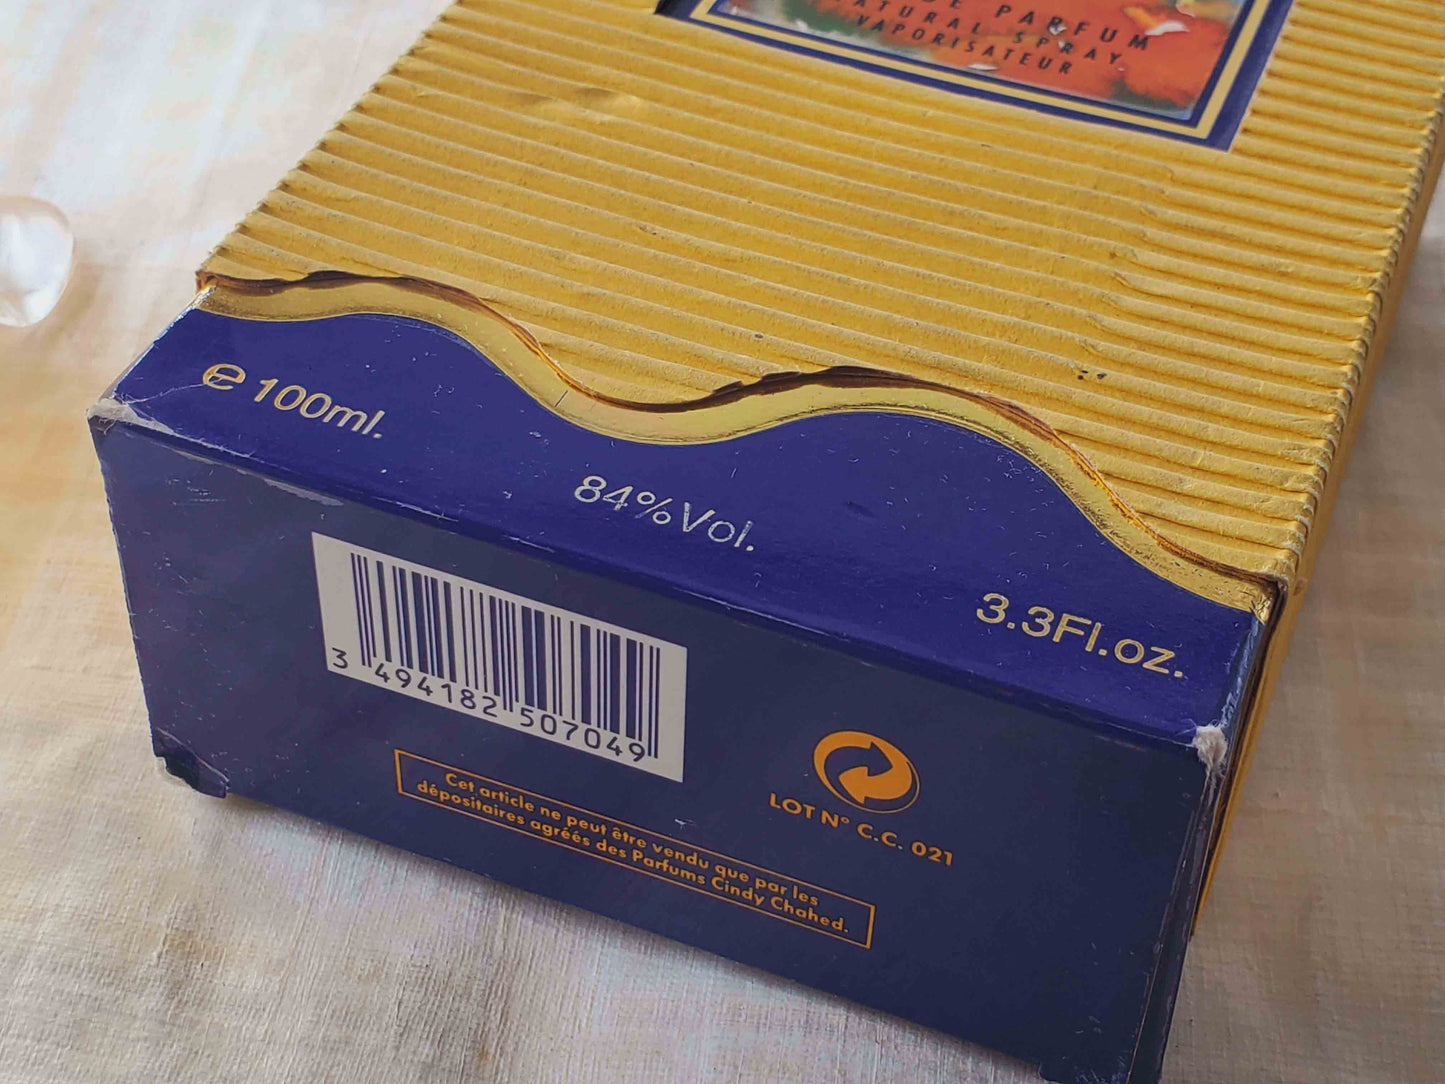 DE PARFUM
NATURAL SPRAY
VAPORISATEUR
℮ 100ml.
84%Vol.
3.3Fl.oz.
3 494182 507049
LOT N° C.C. 021
Cet article ne peut être vendu que par les
dépositaires agréés des Parfums Cindy Chahed.